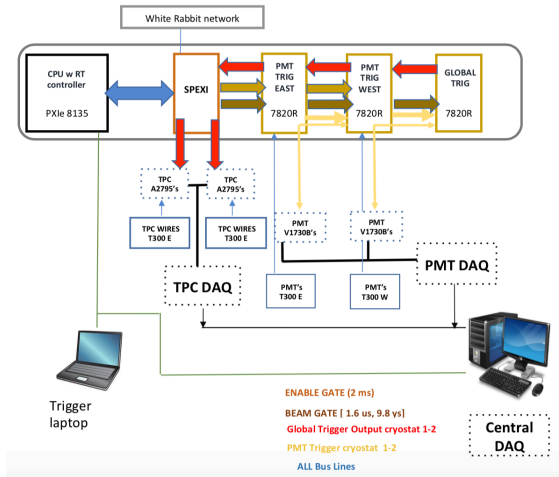 White Rabbit network
CPU w RT
controller
PXIe 8135
SPEXI
PMT
TRIG
EAST
7820R
PMT
TRIG
WEST
7820R
GLOBAL
TRIG
7820R
TPC
A2795's
TPC
A2795's
TPC WIRES
T300 E
TPC WIRES
T300 E
PMT
V1730B's
PMT
V1730B's
TPC DAQ
PMT'S
T300 E
PMT's
T300 W
PMT DAQ
Trigger
laptop
ENABLE GATE (2 ms)
BEAM GATE [ 1.6 us, 9.8 ys]
Global Trigger Output cryostat 1-2
PMT Trigger cryostat 1-2
ALL Bus Lines
Central
DAQ